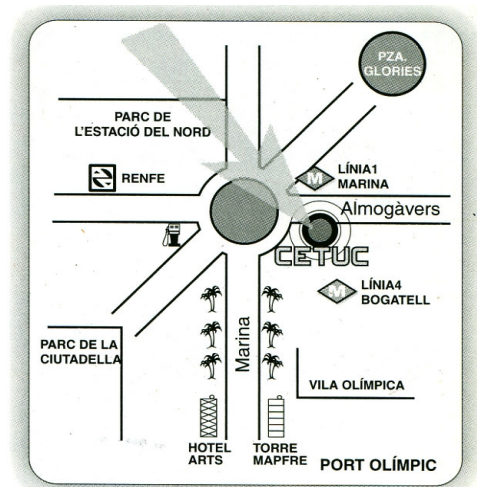 PZA.
GLORÍES
PARC DE
L'ESTACIÓ DEL NORD
RENFE
M
LÍNIA1
MARINA
Almogàvers
CETUC
M
LÍNIA4
BOGATELL
PARC DE LA
CIUTADELLA
Marina
VILA OLÍMPICA
HOTEL
ARTS
TORRE
MAPFRE
PORT OLÍMPIC